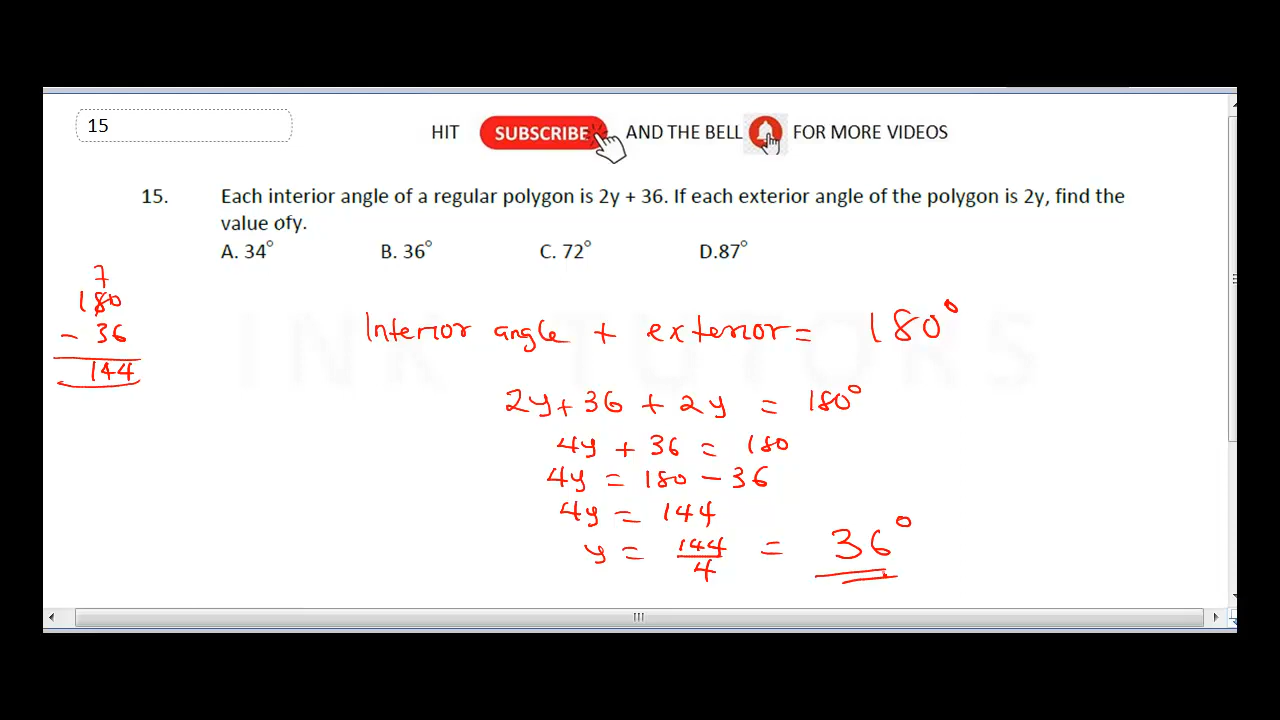 15
HIT SUBSCRIBE AND THE BELL FOR MORE VIDEOS
15. Each interior angle of a regular polygon is 2y + 36. If each exterior angle of the polygon is 2y, find the
value ofy.
A. 34° B. 36° C. 72° D.87°
7
180
- 36
144
Interior angle + exterior = 180°
2y + 36 + 2y = 180°
4y + 36 = 180
4y = 180 - 36
4y = 144
y = 144/4 = 36°
INK TUTORS